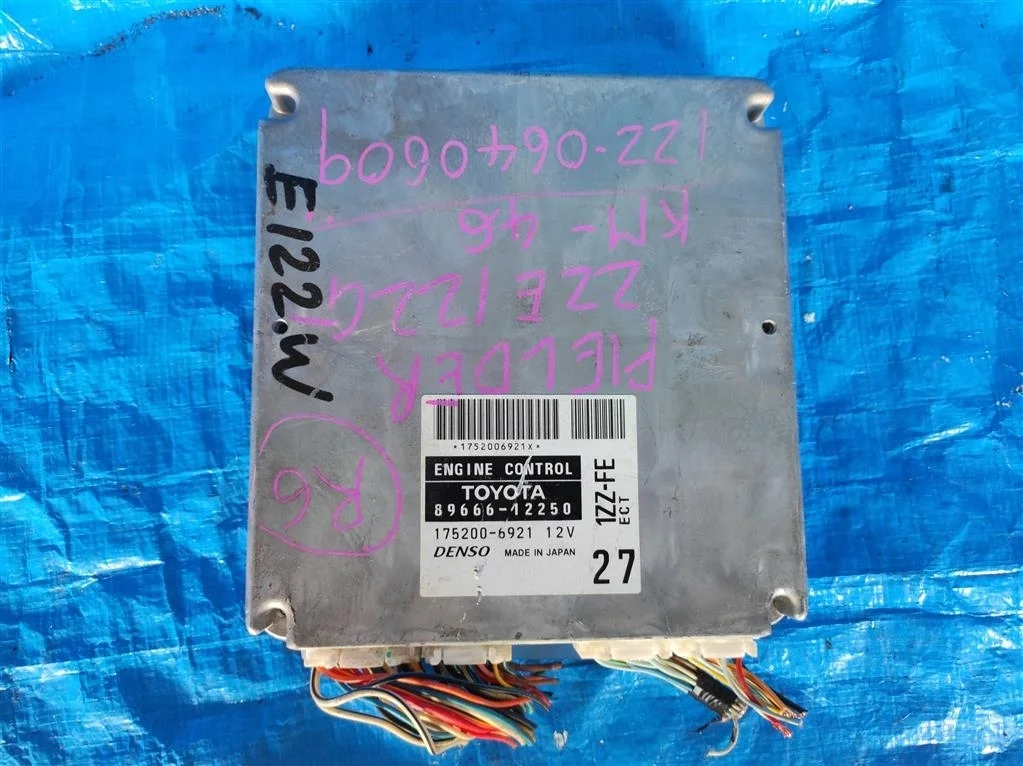 122-0640609
KM-46
ZZE122G
FIELDER
R6
E122.W
*1752006921X*
ENGINE CONTROL
TOYOTA
89666-12250
175200-6921 12V
DENSO MADE IN JAPAN
1ZZ-FE
ECT
27